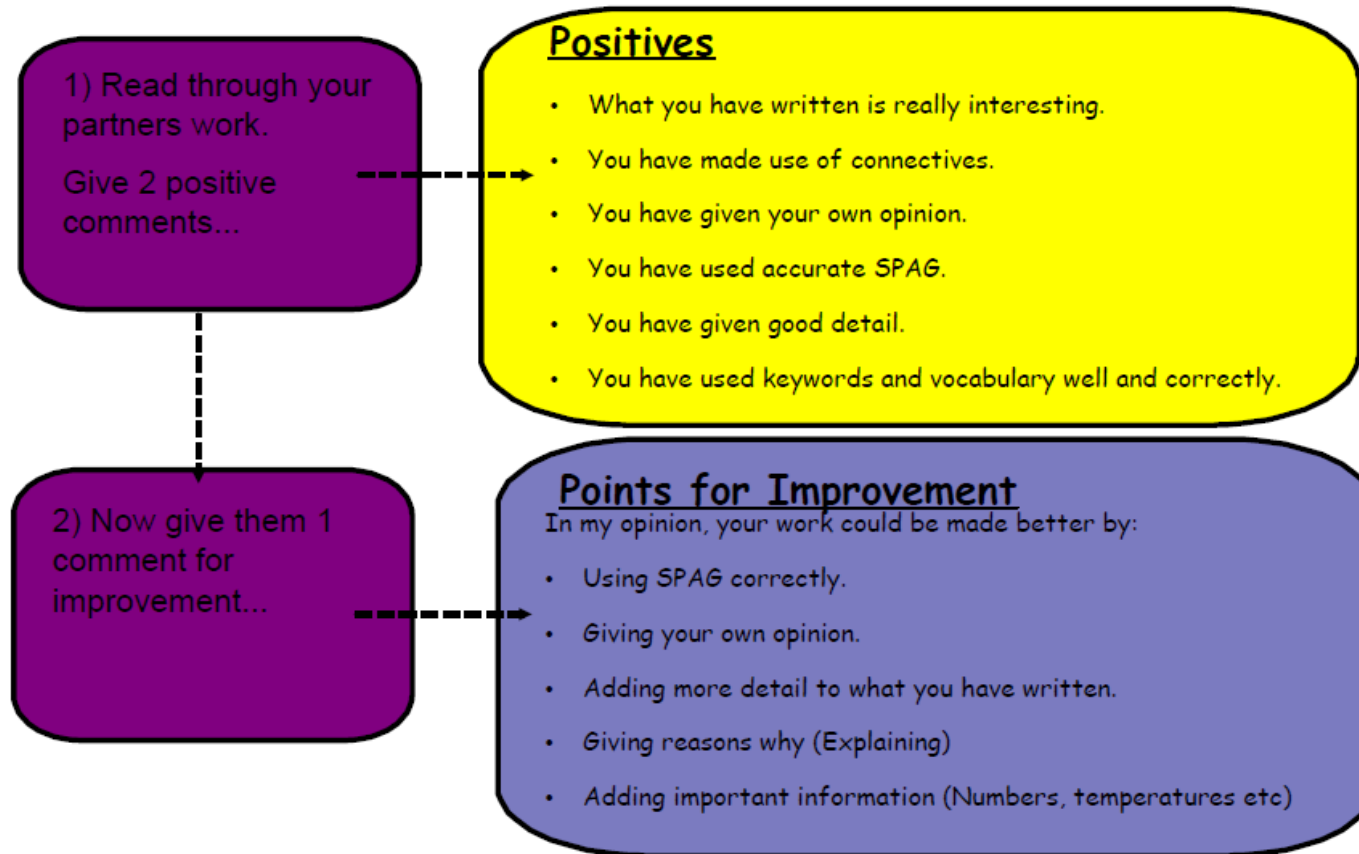 1) Read through your
partners work.
Give 2 positive
comments...
Positives
• What you have written is really interesting.
• You have made use of connectives.
• You have given your own opinion.
• You have used accurate SPAG.
• You have given good detail.
• You have used keywords and vocabulary well and correctly.
2) Now give them 1
comment for
improvement...
Points for Improvement
In my opinion, your work could be made better by:
• Using SPAG correctly.
• Giving your own opinion.
• Adding more detail to what you have written.
• Giving reasons why (Explaining)
• Adding important information (Numbers, temperatures etc)